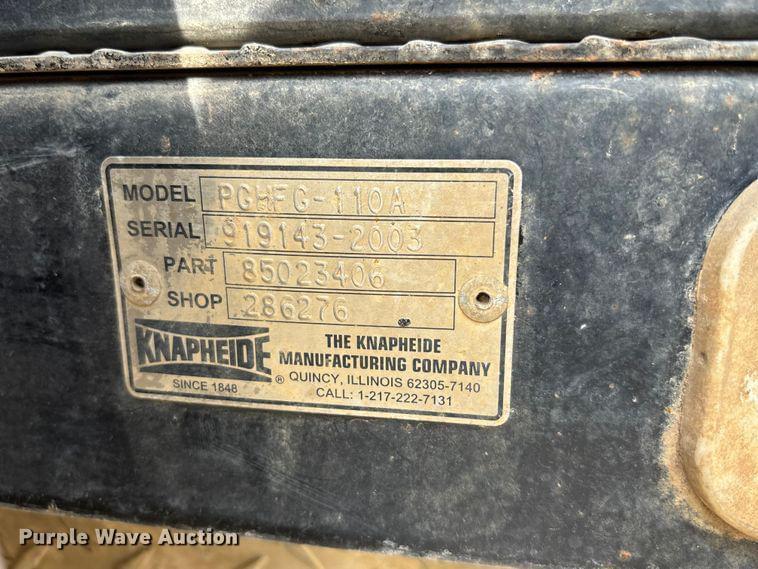 MODEL PGHFG-110A
SERIAL 919143-2003
PART 85023406
SHOP 286276
KNAPHEIDE ®
SINCE 1848
THE KNAPHEIDE
MANUFACTURING COMPANY
QUINCY, ILLINOIS 62305-7140
CALL: 1-217-222-7131
Purple Wave Auction